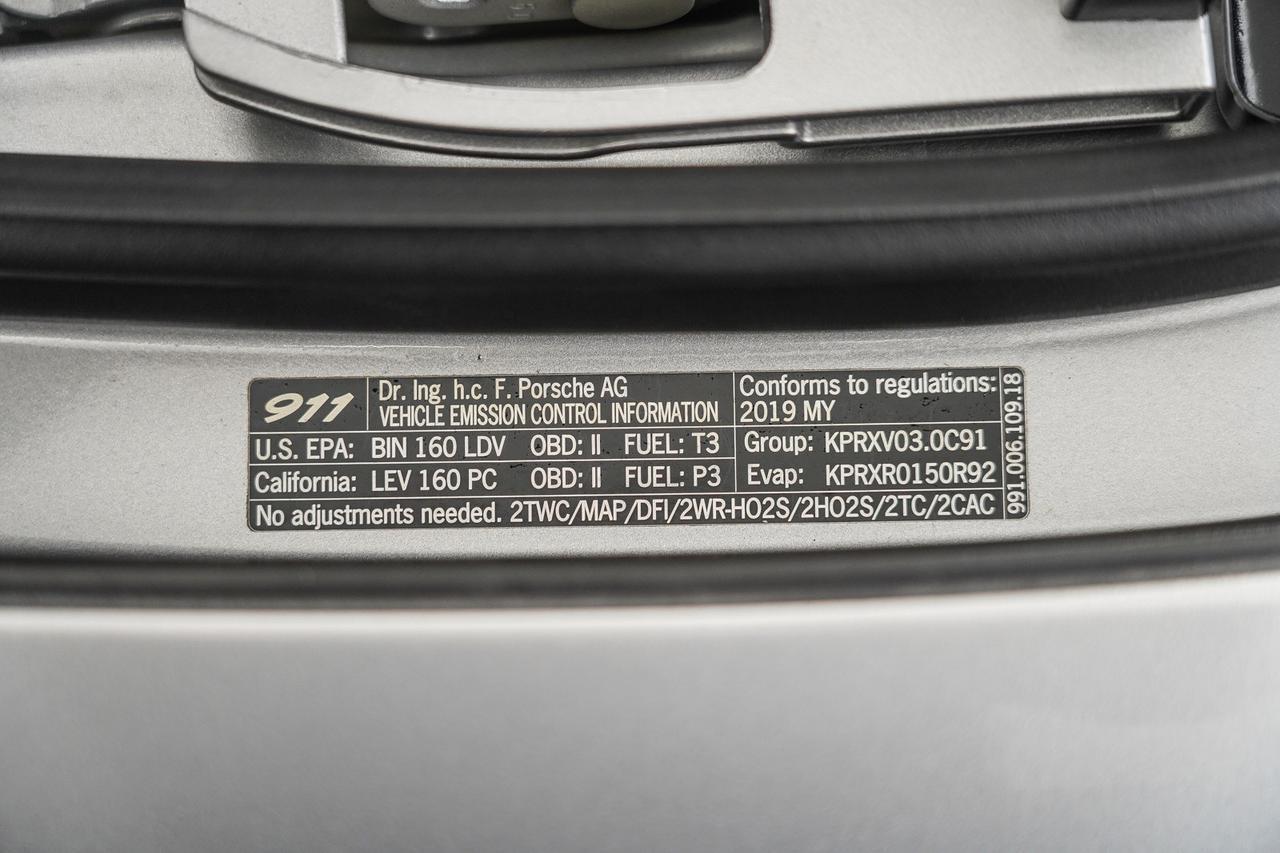 911
Dr. Ing. h.c. F. Porsche AG
VEHICLE EMISSION CONTROL INFORMATION
Conforms to regulations:
2019 MY
U.S. EPA: BIN 160 LDV OBD: II FUEL: T3
Group: KPRXV03.0C91
California: LEV 160 PC OBD: II FUEL: P3
Evap: KPRXR0150R92
No adjustments needed. 2TWC/MAP/DFI/2WR-HO2S/2HO2S/2TC/2CAC
991.006.109.18